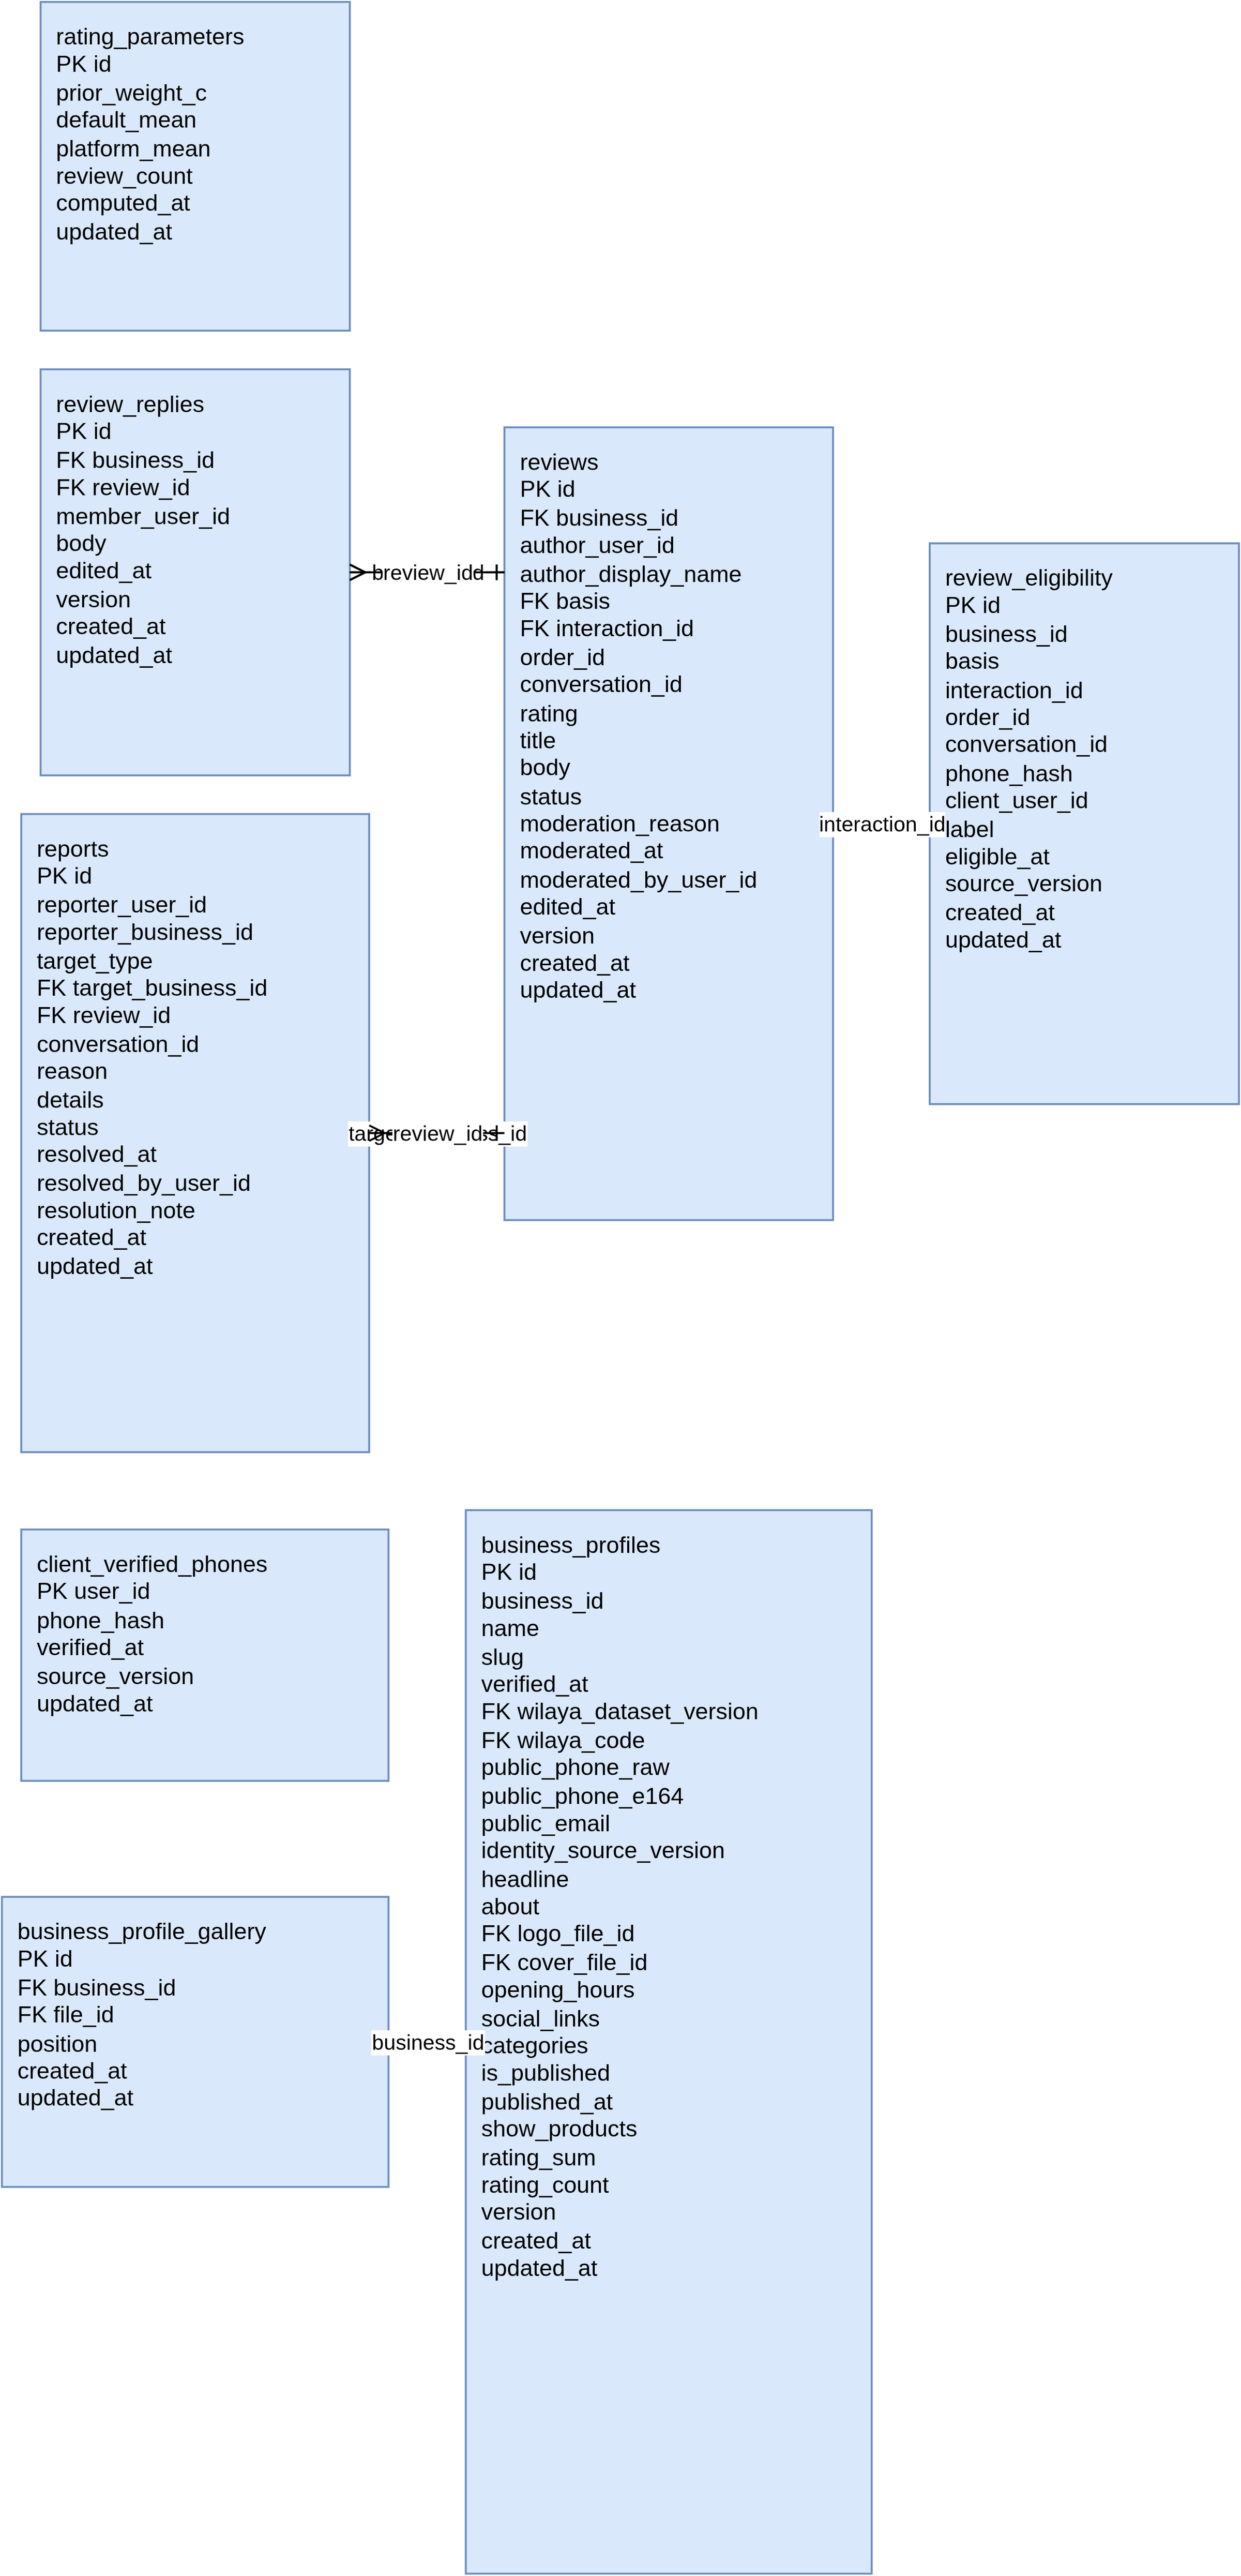 rating_parameters
PK id
prior_weight_c
default_mean
platform_mean
review_count
computed_at
updated_at
review_replies
PK id
FK business_id
FK review_id
member_user_id
body
edited_at
version
created_at
updated_at
review_id
reviews
PK id
FK business_id
author_user_id
author_display_name
FK basis
FK interaction_id
order_id
conversation_id
rating
title
body
status
moderation_reason
moderated_at
moderated_by_user_id
edited_at
version
created_at
updated_at
interaction_id
review_eligibility
PK id
business_id
basis
interaction_id
order_id
conversation_id
phone_hash
client_user_id
label
eligible_at
source_version
created_at
updated_at
reports
PK id
reporter_user_id
reporter_business_id
target_type
FK target_business_id
FK review_id
conversation_id
reason
details
status
resolved_at
resolved_by_user_id
resolution_note
created_at
updated_at
review_id
client_verified_phones
PK user_id
phone_hash
verified_at
source_version
updated_at
business_profile_gallery
PK id
FK business_id
FK file_id
position
created_at
updated_at
business_id
business_profiles
PK id
business_id
name
slug
verified_at
FK wilaya_dataset_version
FK wilaya_code
public_phone_raw
public_phone_e164
public_email
identity_source_version
headline
about
FK logo_file_id
FK cover_file_id
opening_hours
social_links
categories
is_published
published_at
show_products
rating_sum
rating_count
version
created_at
updated_at